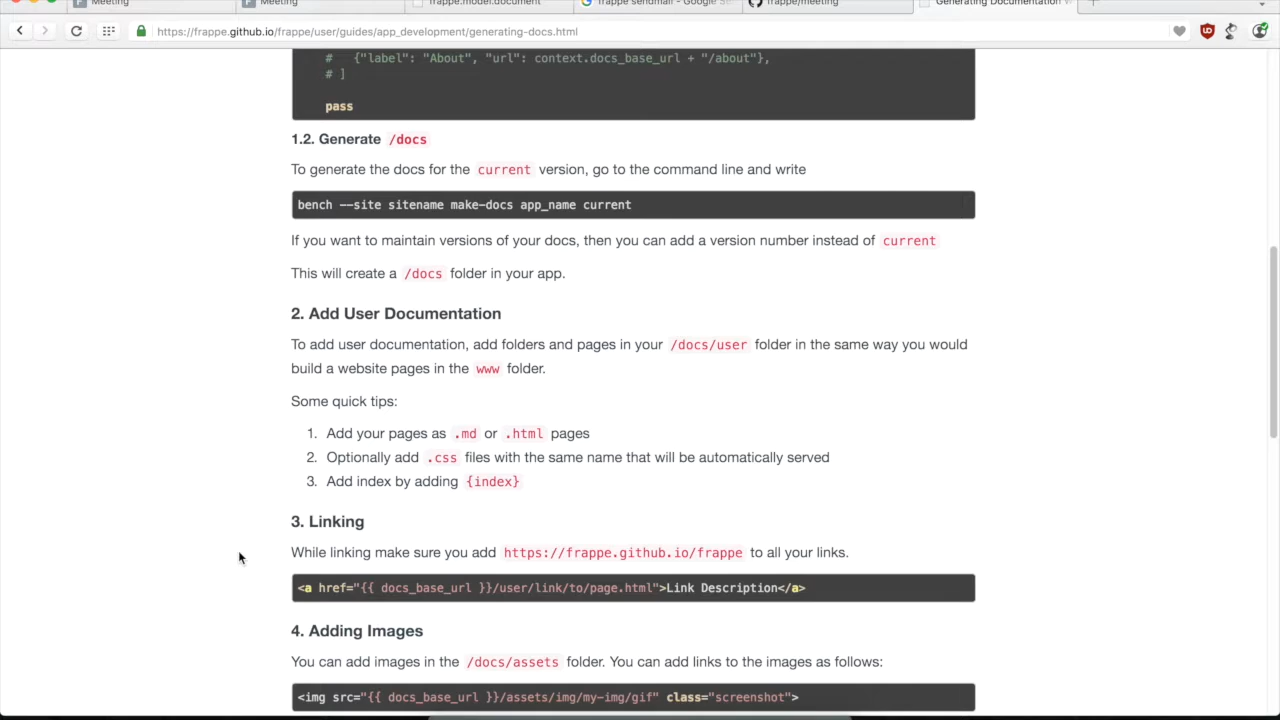 Meeting
Meeting
frappe.model.document
frappe sendmail - Google Se
frappe/meeting
Generating Documentation W
https://frappe.github.io/frappe/user/guides/app_development/generating-docs.html
#   {"label": "About", "url": context.docs_base_url + "/about"},
# ]
pass
1.2. Generate /docs
To generate the docs for the current version, go to the command line and write
bench --site sitename make-docs app_name current
If you want to maintain versions of your docs, then you can add a version number instead of current
This will create a /docs folder in your app.
2. Add User Documentation
To add user documentation, add folders and pages in your /docs/user folder in the same way you would
build a website pages in the www folder.
Some quick tips:
1. Add your pages as .md or .html pages
2. Optionally add .css files with the same name that will be automatically served
3. Add index by adding {index}
3. Linking
While linking make sure you add https://frappe.github.io/frappe to all your links.
<a href="{{ docs_base_url }}/user/link/to/page.html">Link Description</a>
4. Adding Images
You can add images in the /docs/assets folder. You can add links to the images as follows:
<img src="{{ docs_base_url }}/assets/img/my-img/gif" class="screenshot">